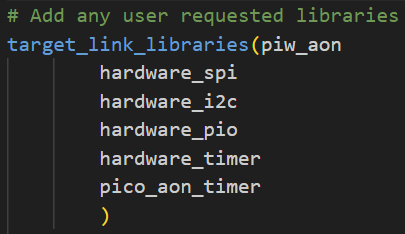 # Add any user requested libraries
target_link_libraries(piw_aon
hardware_spi
hardware_i2c
hardware_pio
hardware_timer
pico_aon_timer
)